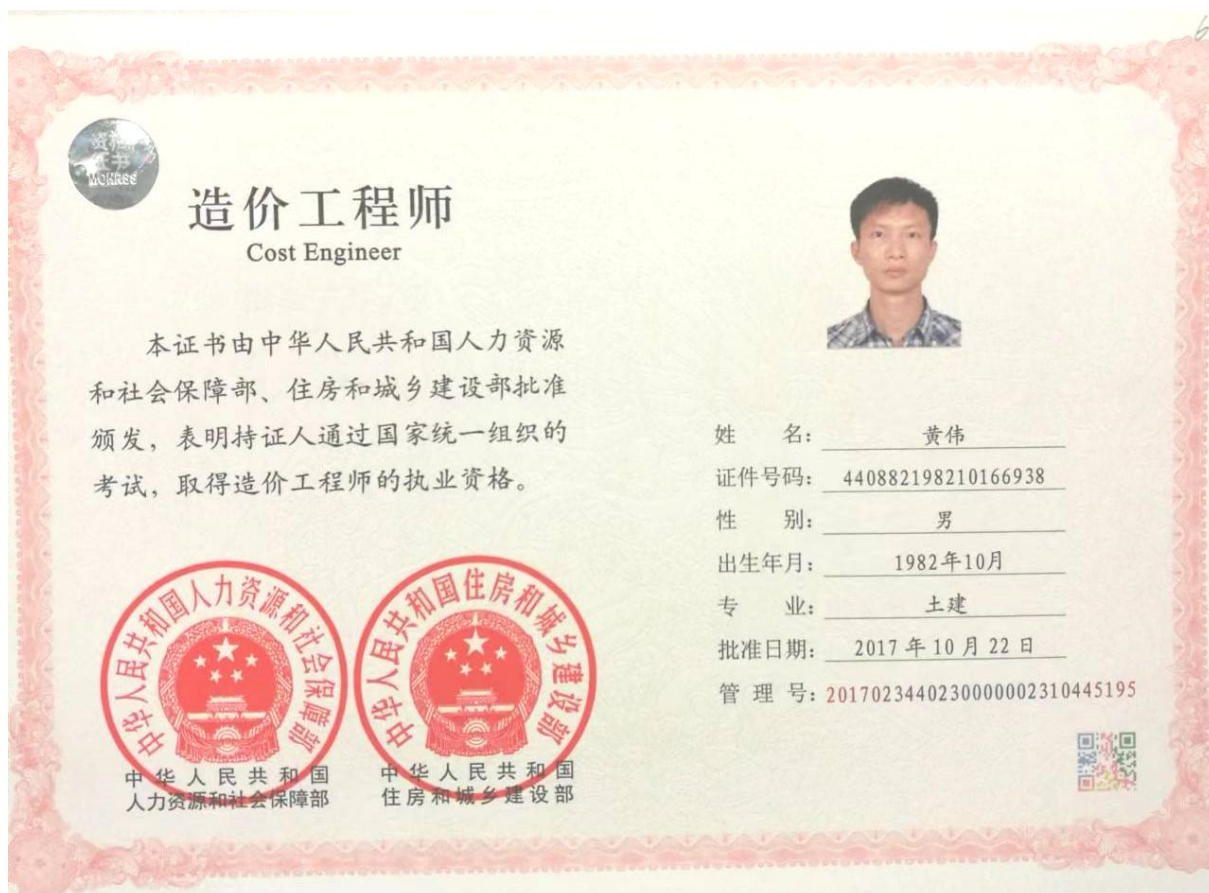 资格
证书
MOHRSS
造价工程师
Cost Engineer
本证书由中华人民共和国人力资源
和社会保障部、住房和城乡建设部批准
颁发，表明持证人通过国家统一组织的
考试，取得造价工程师的执业资格。
中华人民共和国人力资源和社会保障部
中华人民共和国
人力资源和社会保障部
中华人民共和国住房和城乡建设部
中华人民共和国
住房和城乡建设部
姓 名： 黄伟
证件号码： 440882198210166938
性 别： 男
出生年月： 1982年10月
专 业： 土建
批准日期： 2017年10月22日
管 理 号：2017023440230000002310445195